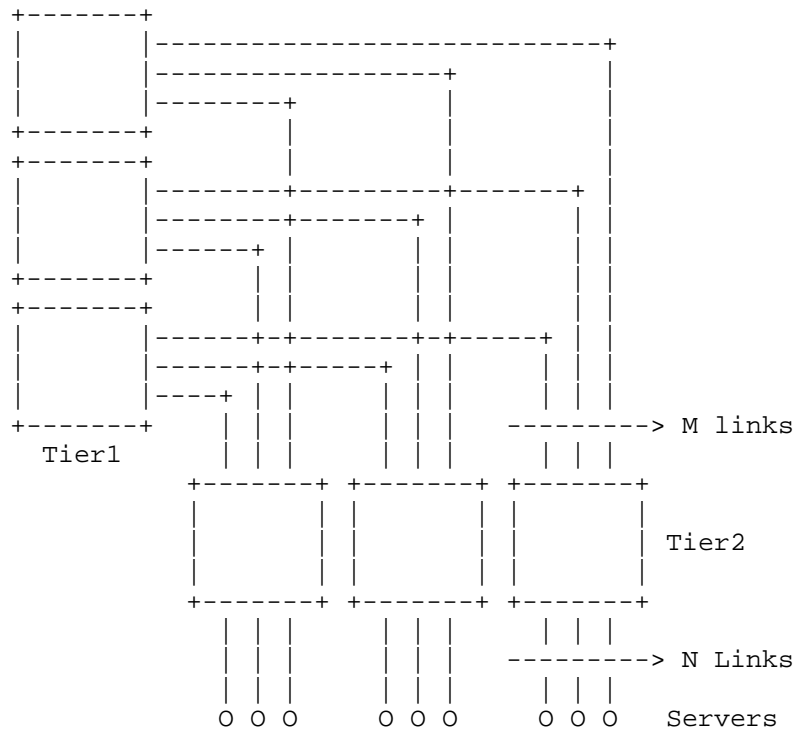 M links
Tier1
Tier2
N Links
O O O O O O O O O Servers